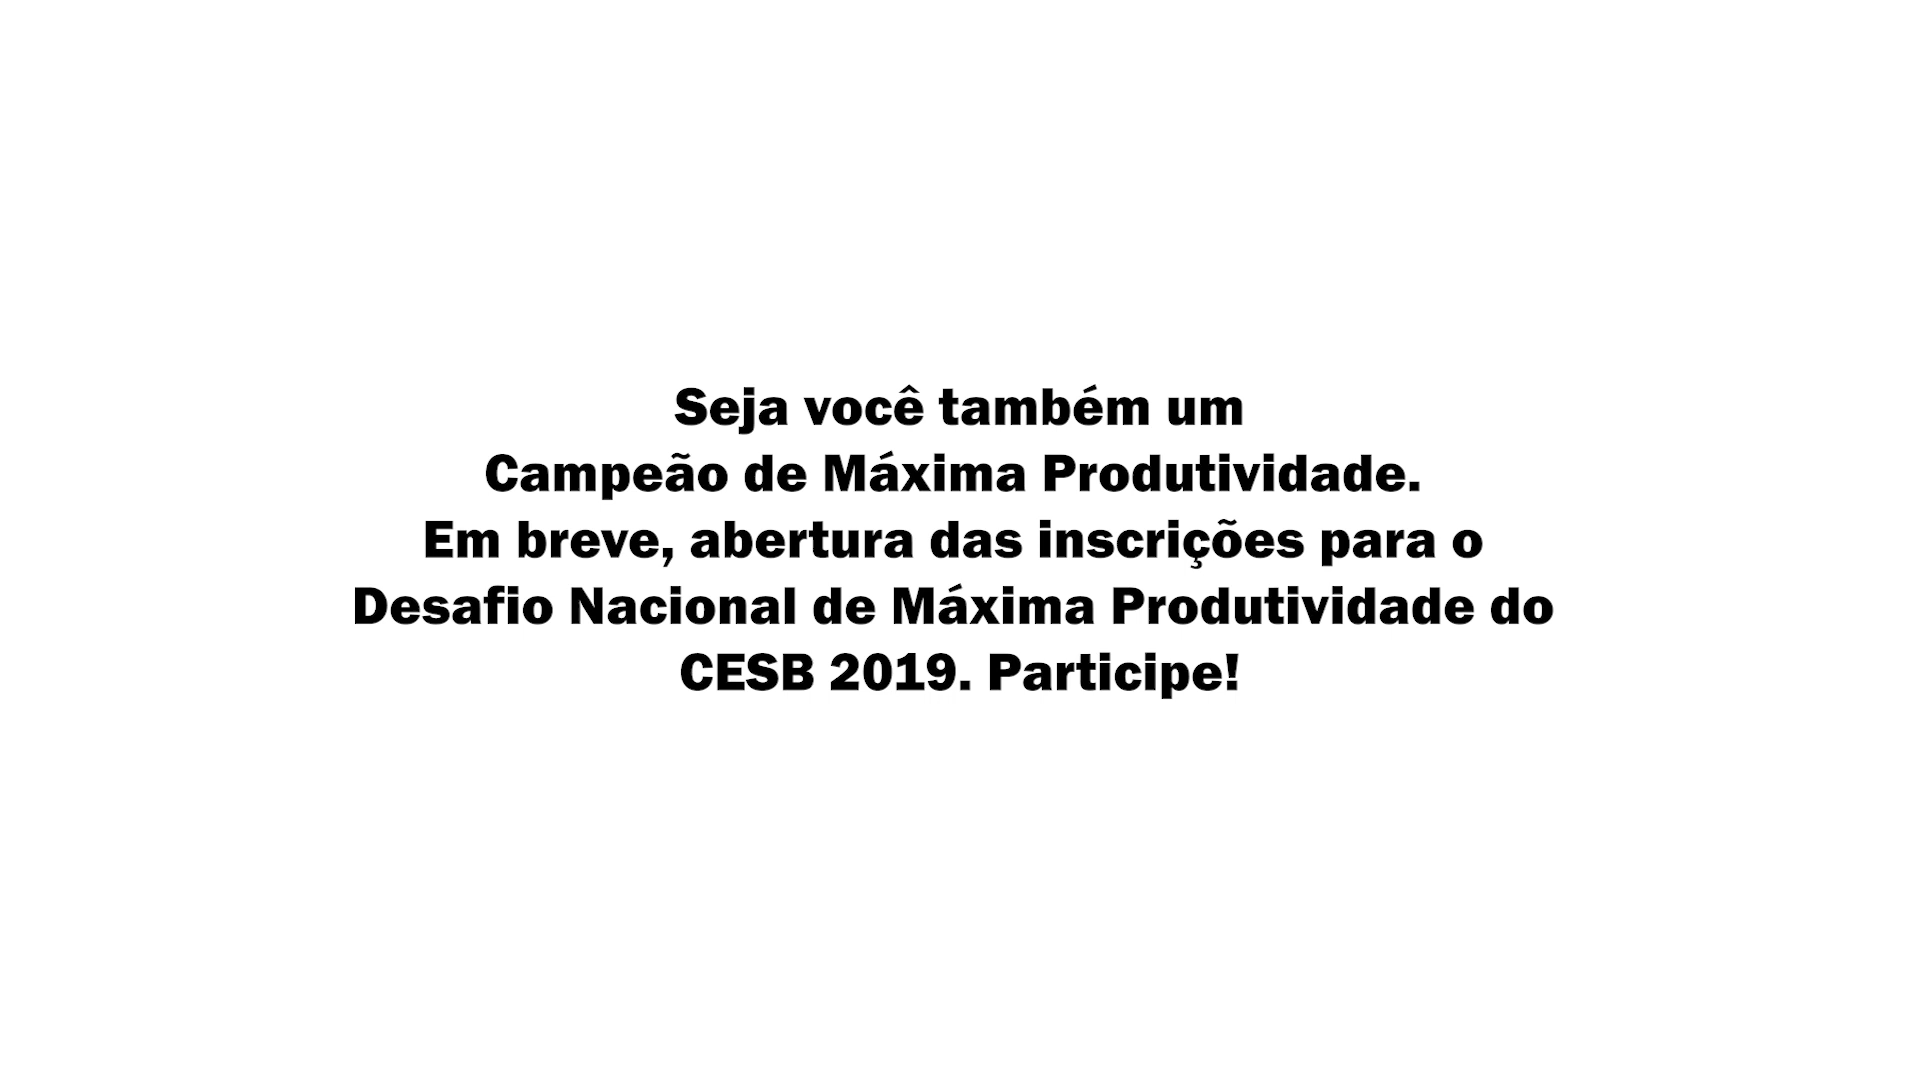 Seja você também um
Campeão de Máxima Produtividade.
Em breve, abertura das inscrições para o
Desafio Nacional de Máxima Produtividade do
CESB 2019. Participe!